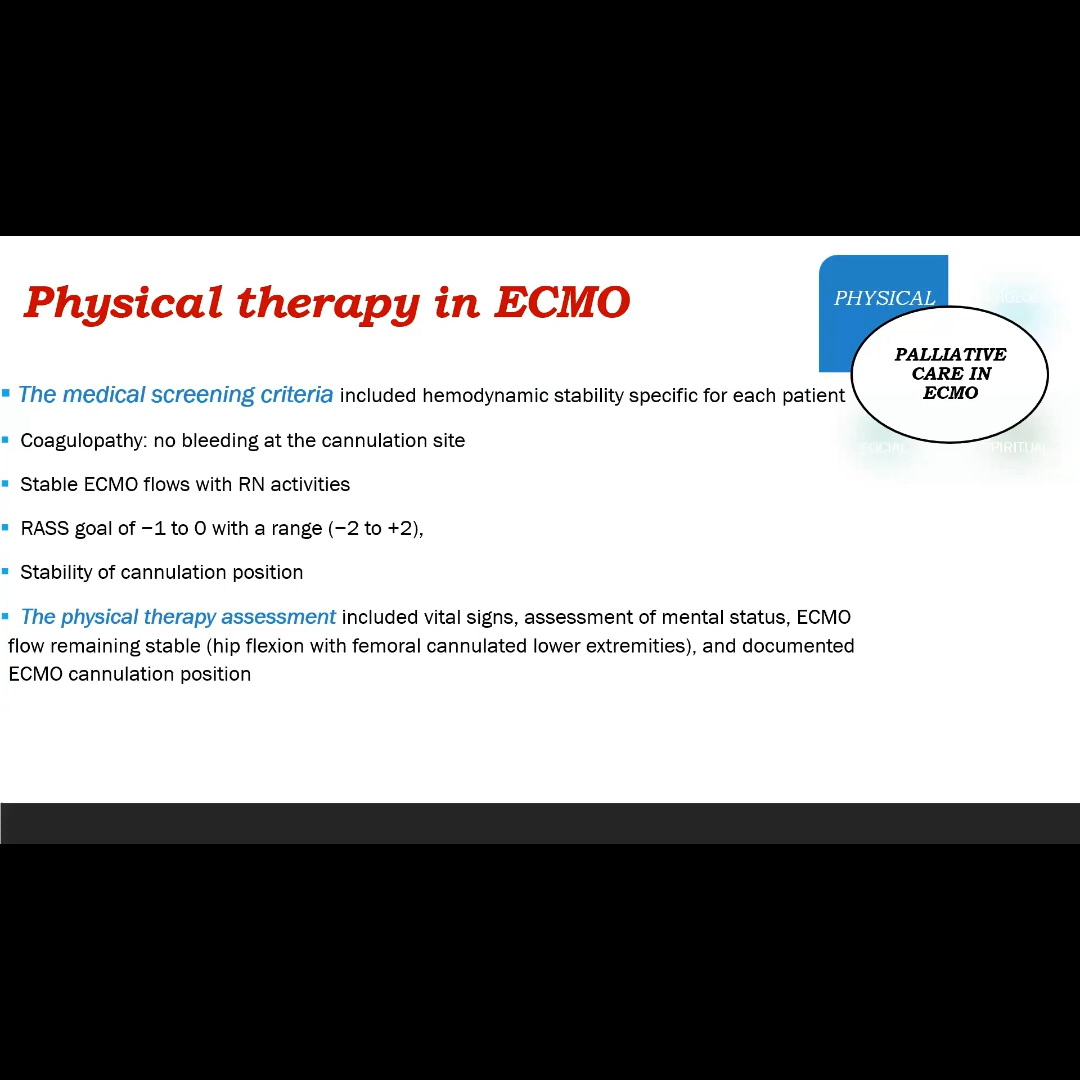 Physical therapy in ECMO
PHYSICAL
PALLIATIVE
CARE IN
ECMO
SOCIAL
▪ The medical screening criteria included hemodynamic stability specific for each patient
▪ Coagulopathy: no bleeding at the cannulation site
▪ Stable ECMO flows with RN activities
▪ RASS goal of −1 to 0 with a range (−2 to +2),
▪ Stability of cannulation position
▪ The physical therapy assessment included vital signs, assessment of mental status, ECMO
flow remaining stable (hip flexion with femoral cannulated lower extremities), and documented
ECMO cannulation position